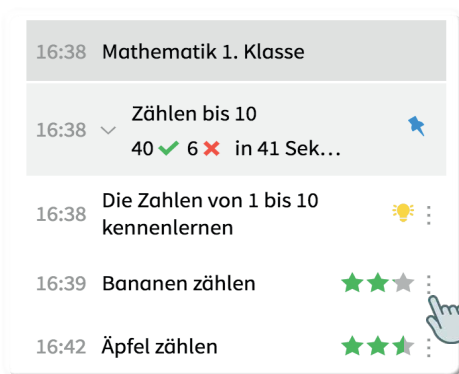 16:38 Mathematik 1. Klasse
16:38 Zählen bis 10
40 6 in 41 Sek...
16:38 Die Zahlen von 1 bis 10
kennenlernen
16:39 Bananen zählen
16:42 Äpfel zählen